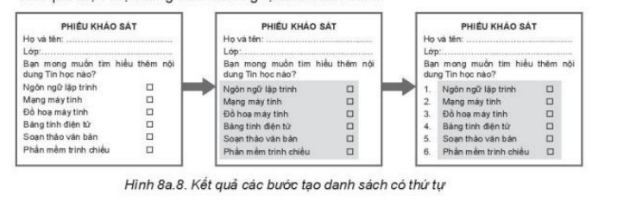 PHIẾU KHẢO SÁT
Họ và tên: ........................
Lớp: ........................
Bạn mong muốn tìm hiểu thêm nội
dung Tin học nào?
Ngôn ngữ lập trình □
Mạng máy tính □
Đồ hoạ máy tính □
Bảng tính điện tử □
Soạn thảo văn bản □
Phần mềm trình chiếu □
PHIẾU KHẢO SÁT
Họ và tên: ........................
Lớp: ........................
Bạn mong muốn tìm hiểu thêm nội
dung Tin học nào?
Ngôn ngữ lập trình □
Mạng máy tính □
Đồ hoạ máy tính □
Bảng tính điện tử □
Soạn thảo văn bản □
Phần mềm trình chiếu □
PHIẾU KHẢO SÁT
Họ và tên: ........................
Lớp: ........................
Bạn mong muốn tìm hiểu thêm nội
dung Tin học nào?
1. Ngôn ngữ lập trình □
2. Mạng máy tính □
3. Đồ hoạ máy tính □
4. Bảng tính điện tử □
5. Soạn thảo văn bản □
6. Phần mềm trình chiếu □
Hình 8a.8. Kết quả các bước tạo danh sách có thứ tự